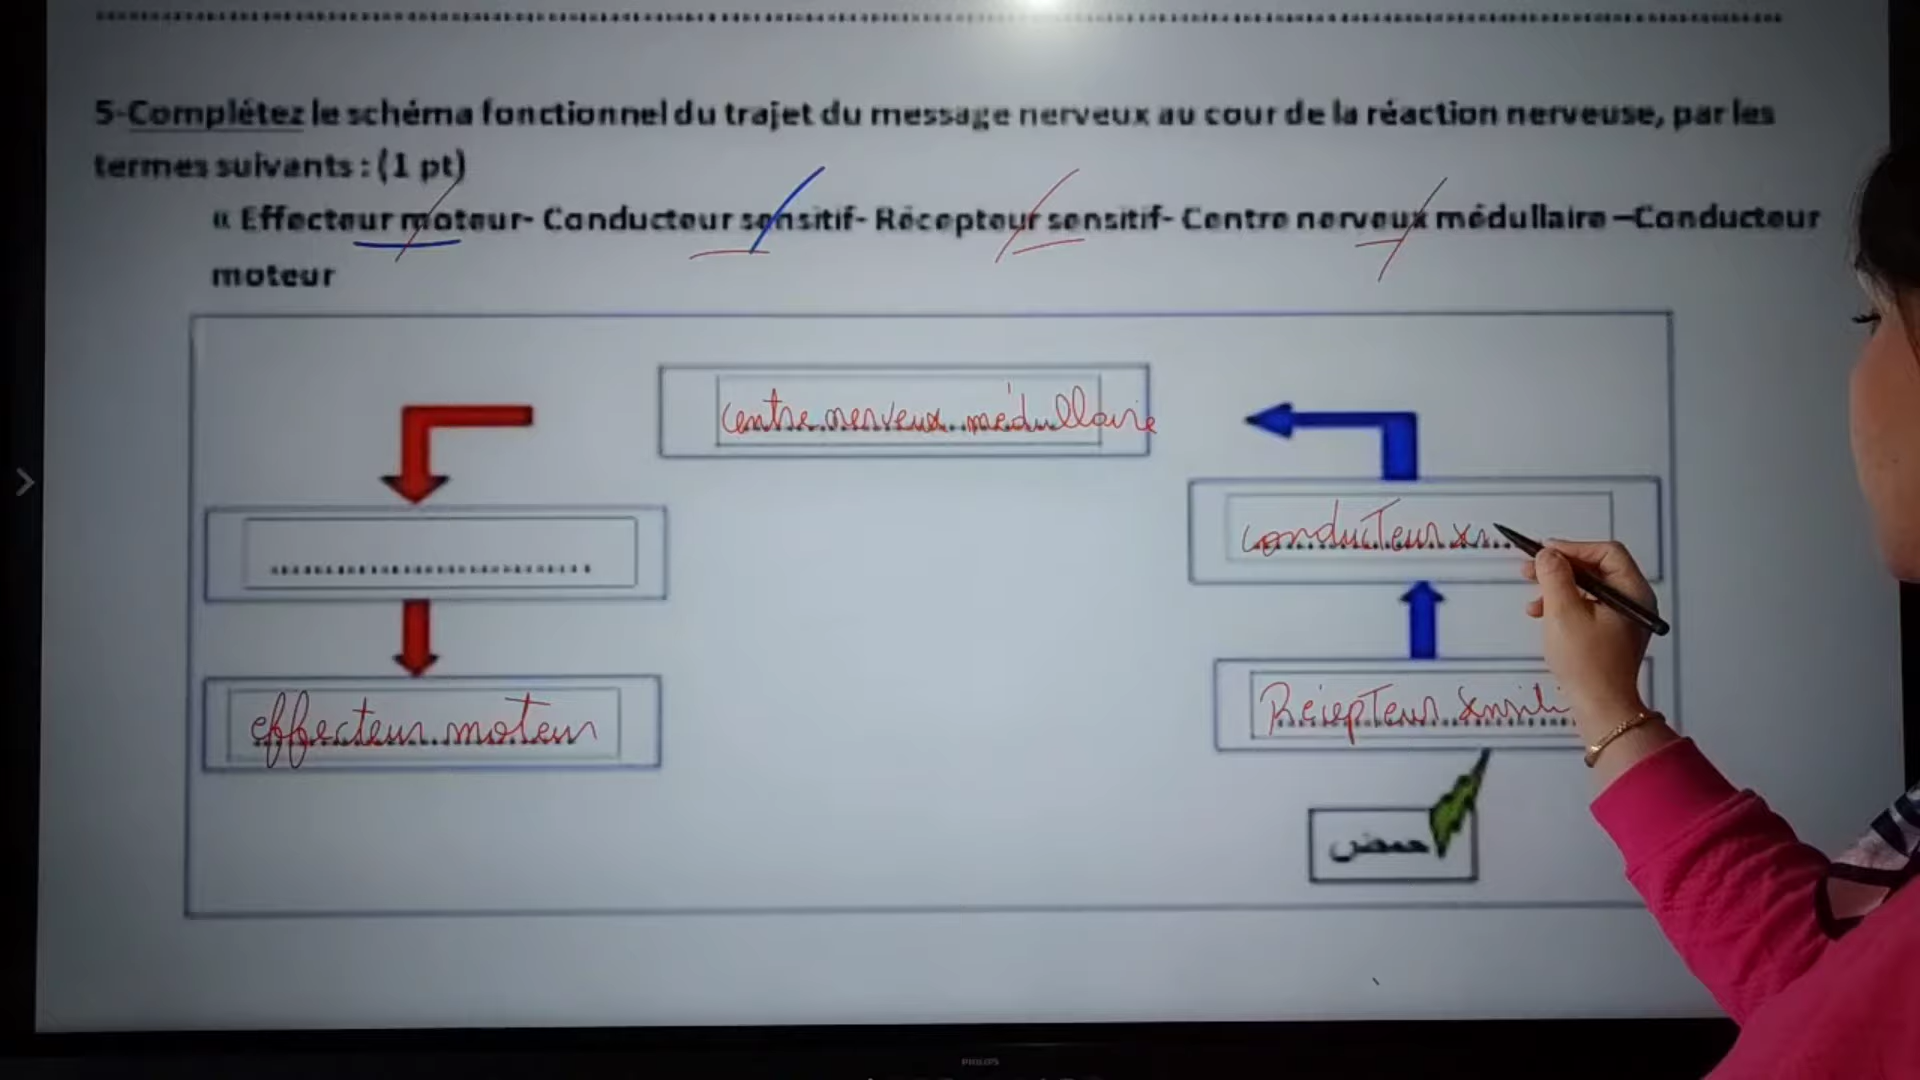 5-Complétez le schéma fonctionnel du trajet du message nerveux au cour de la réaction nerveuse, par les
termes suivants : (1 pt)
« Effecteur moteur- Conducteur sensitif- Récepteur sensitif- Centre nerveux médullaire –Conducteur
moteur
centre nerveux médullaire
conducteur
effecteur moteur
Récepteur sensiti
حمض
PHILIPS